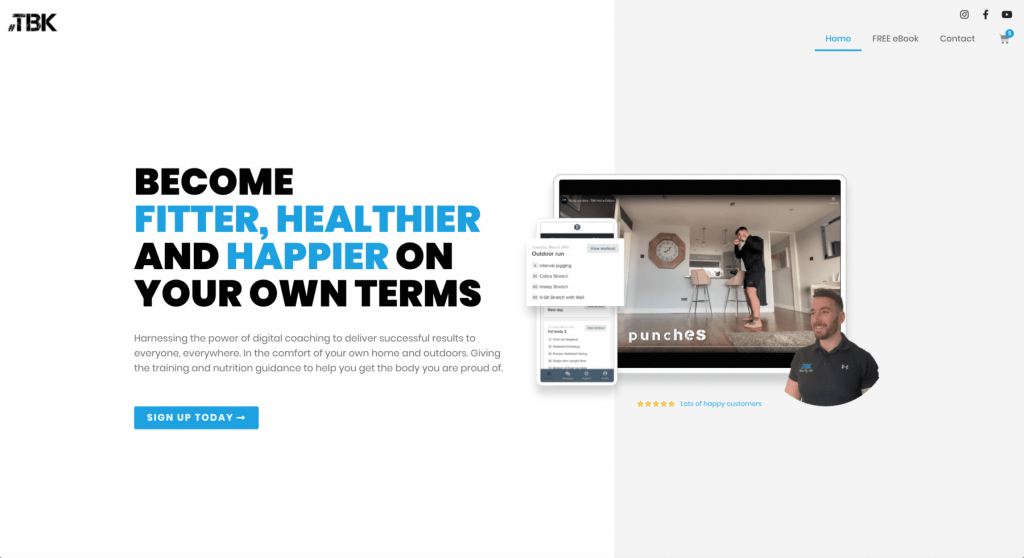 #TBK
Home
FREE eBook
Contact
BECOME
FITTER, HEALTHIER
AND HAPPIER ON
YOUR OWN TERMS
Harnessing the power of digital coaching to deliver successful results to
everyone, everywhere. In the comfort of your own home and outdoors. Giving
the training and nutrition guidance to help you get the body you are proud of.
SIGN UP TODAY
View workout
Outdoor run
Interval jogging
Cobra Stretch
Instep Stretch
V-Sit Stretch with Wall
Rest day
Full body 2
punches
Lots of happy customers